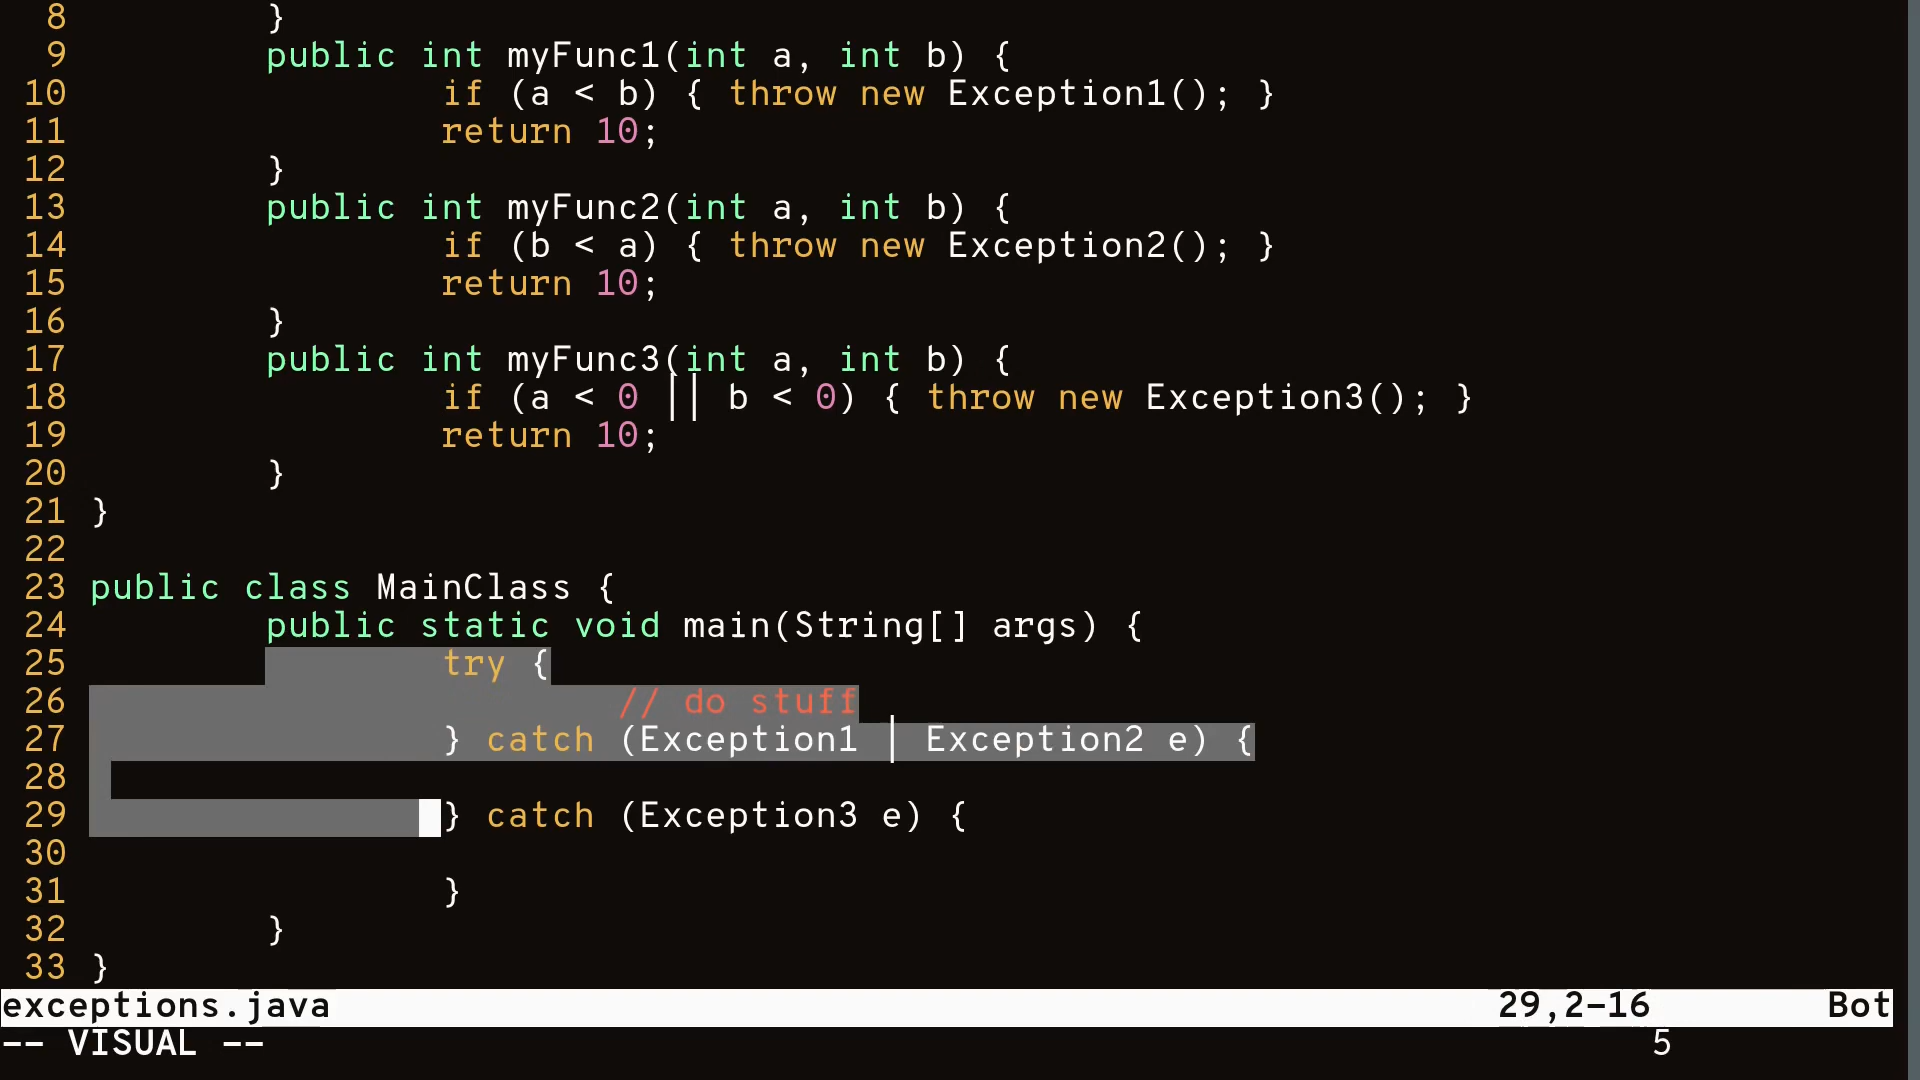 8 }
9 public int myFunc1(int a, int b) {
10 if (a < b) { throw new Exception1(); }
11 return 10;
12 }
13 public int myFunc2(int a, int b) {
14 if (b < a) { throw new Exception2(); }
15 return 10;
16 }
17 public int myFunc3(int a, int b) {
18 if (a < 0 || b < 0) { throw new Exception3(); }
19 return 10;
20 }
21 }
22
23 public class MainClass {
24 public static void main(String[] args) {
25 try {
26 // do stuff
27 } catch (Exception1 | Exception2 e) {
28
29 } catch (Exception3 e) {
30
31 }
32 }
33 }
exceptions.java 29,2-16 Bot
-- VISUAL -- 5